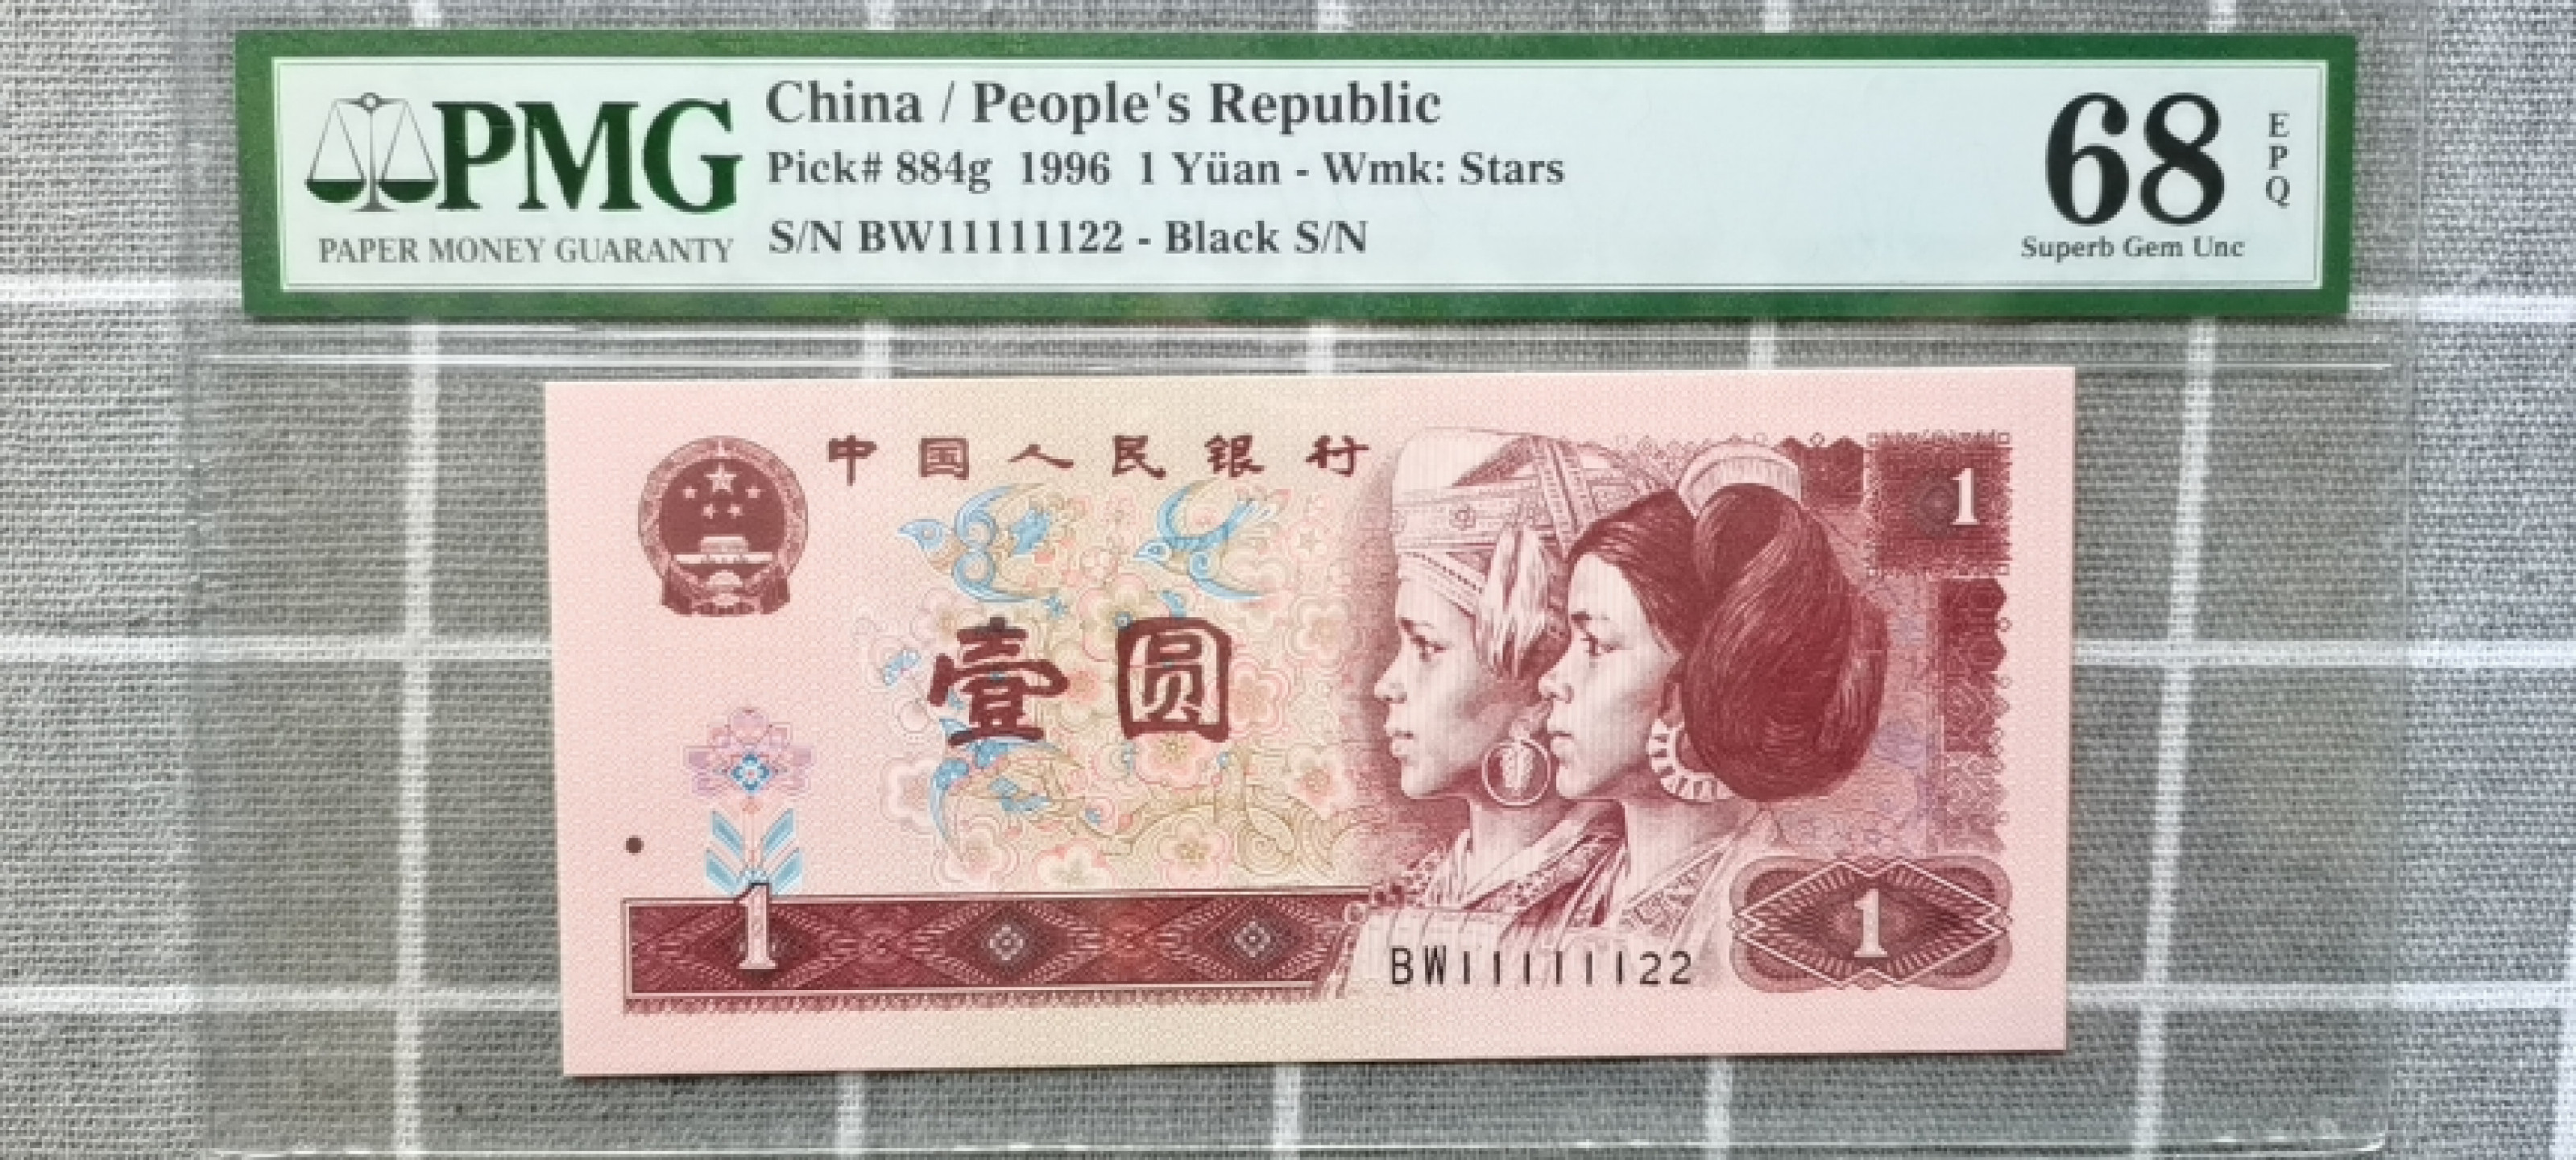 PMG
PAPER MONEY GUARANTY
China / People's Republic
Pick# 884g 1996 1 Yüan - Wmk: Stars
S/N BW11111122 - Black S/N
68
EPQ
Superb Gem Unc
中国人民银行
1
壹圆
1
BW11111122
1